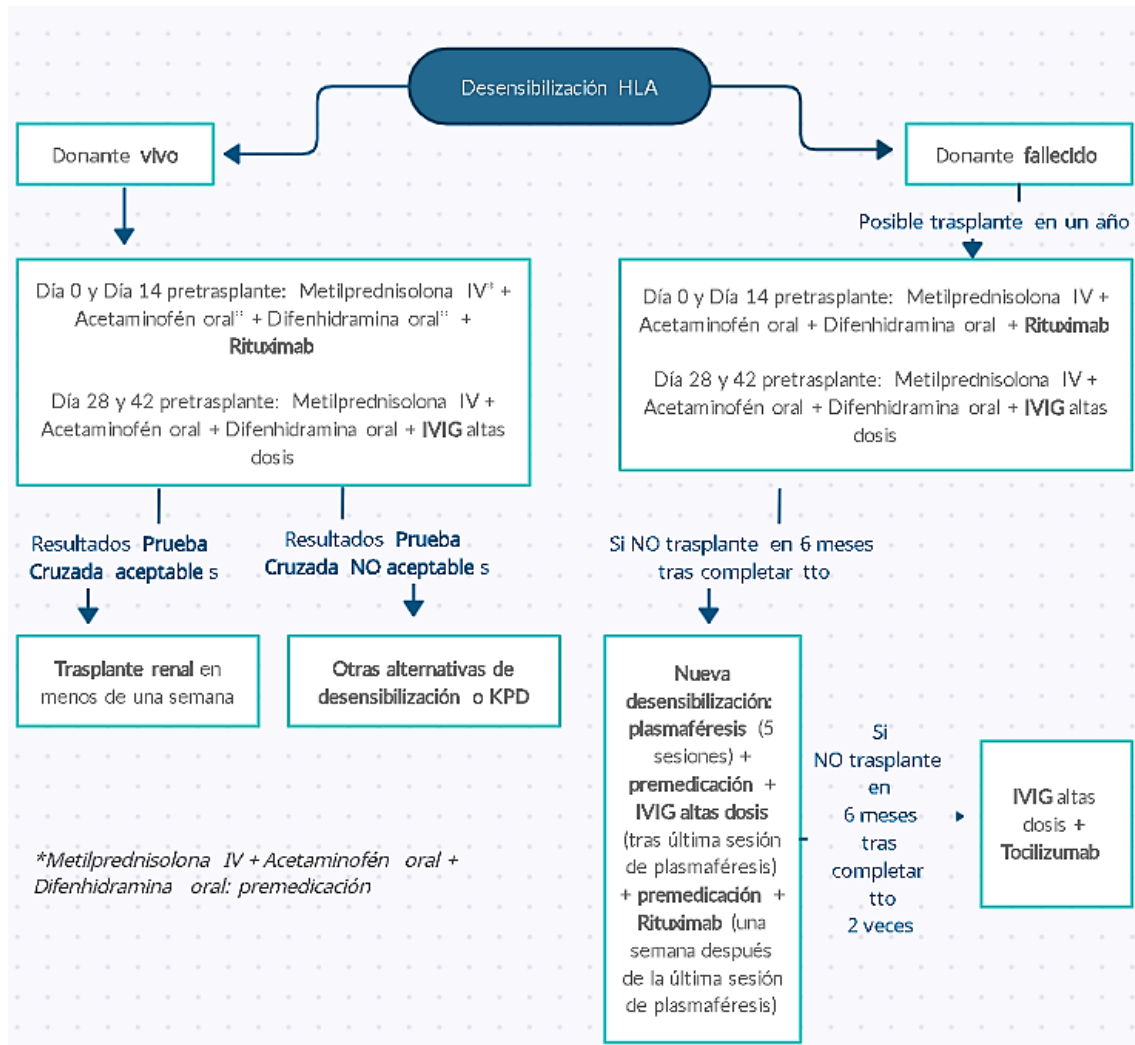 Desensibilización HLA
Donante vivo
Donante fallecido
Posible trasplante en un año
Día 0 y Día 14 pretrasplante: Metilprednisolona IV* +
Acetaminofén oral* + Difenhidramina oral* +
Rituximab
Día 28 y 42 pretrasplante: Metilprednisolona IV +
Acetaminofén oral + Difenhidramina oral + IVIG altas
dosis
Día 0 y Día 14 pretrasplante: Metilprednisolona IV +
Acetaminofén oral + Difenhidramina oral + Rituximab
Día 28 y 42 pretrasplante: Metilprednisolona IV +
Acetaminofén oral + Difenhidramina oral + IVIG altas
dosis
Resultados Prueba
Cruzada aceptable s
Resultados Prueba
Cruzada NO aceptable s
Si NO trasplante en 6 meses
tras completar tto
Trasplante renal en
menos de una semana
Otras alternativas de
desensibilización o KPD
Nueva
desensibilización:
plasmaféresis (5
sesiones) +
premedicación +
IVIG altas dosis
(tras última sesión
de plasmaféresis)
+ premedicación +
Rituximab (una
semana después
de la última sesión
de plasmaféresis)
Si
NO trasplante
en
6 meses
tras
completar
tto
2 veces
IVIG altas
dosis +
Tocilizumab
*Metilprednisolona IV + Acetaminofén oral +
Difenhidramina oral: premedicación